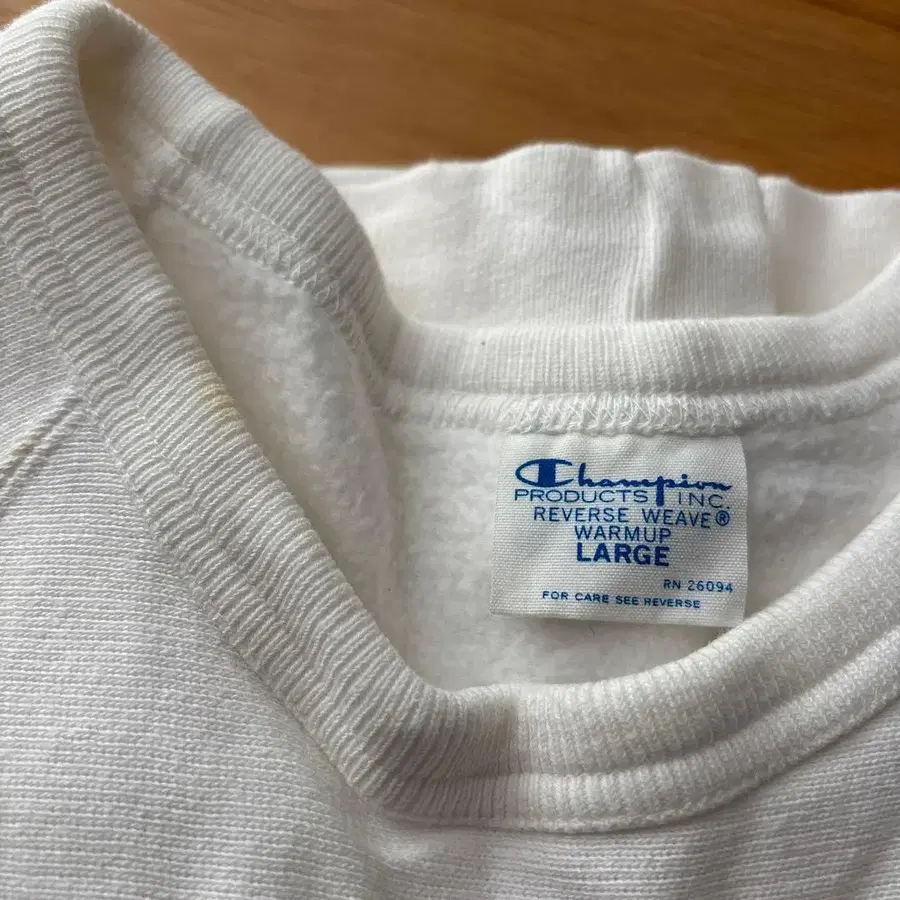 Champion
PRODUCTS INC.
REVERSE WEAVE®
WARMUP
LARGE
RN 26094
FOR CARE SEE REVERSE